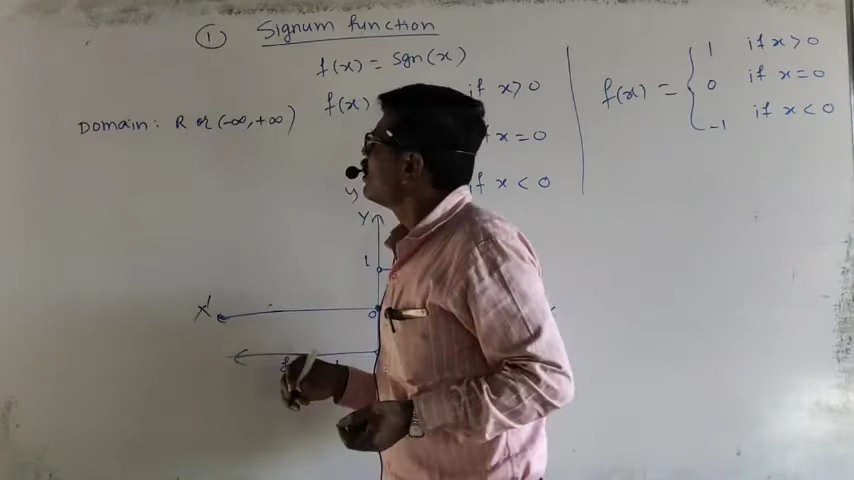 ① Signum function
f(x) = sgn(x)
f(x) if x > 0
if x = 0
if x < 0
f(x) = { 1 if x > 0
0 if x = 0
-1 if x < 0
Domain: R or (-∞, +∞)
y
Y
1
X' 0